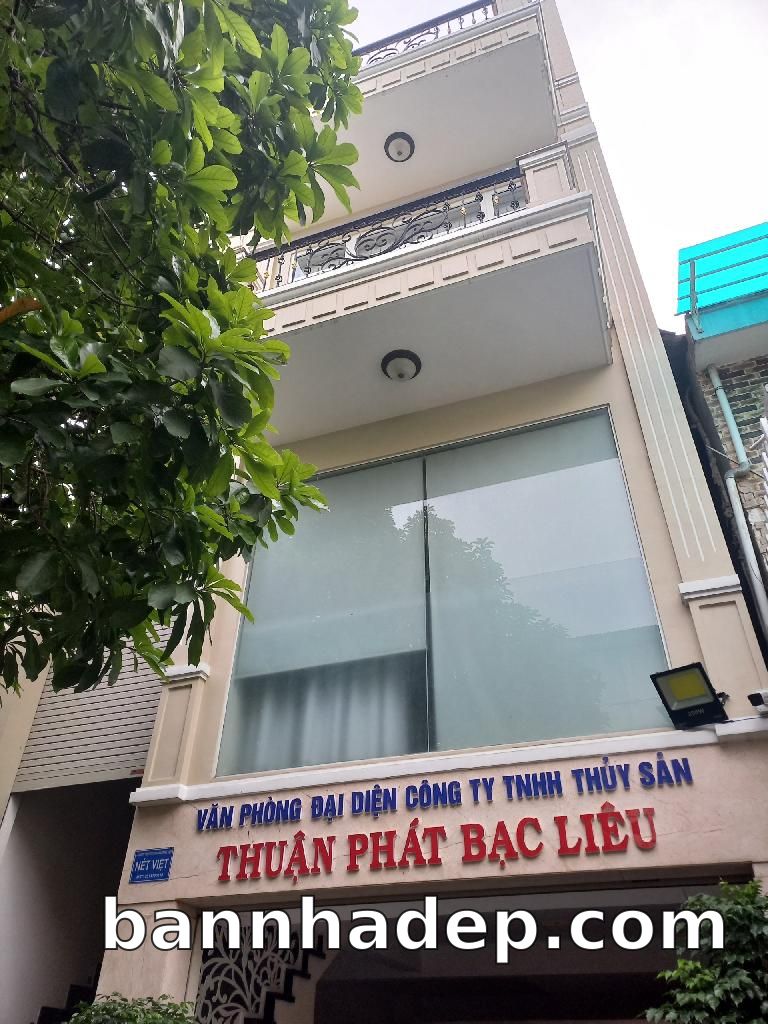 VĂN PHÒNG ĐẠI DIỆN CÔNG TY TNHH THỦY SẢN
THUẬN PHÁT BẠC LIÊU
NÉT VIỆT
bannhadep.com